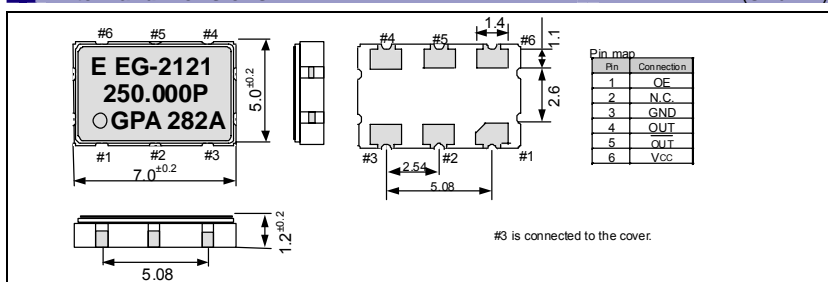 #6 #5 #4
E EG-2121
250.000P
○GPA 282A
#1 #2 #3
5.0±0.2
7.0±0.2
1.2±0.2
5.08
#4 #5 #6
1.4
1.1
2.6
#3 #2 #1
2.54
5.08
Pin map
Pin Connection
1 OE
2 N.C.
3 GND
4 OUT
5 O̅U̅T̅
6 VCC
#3 is connected to the cover.